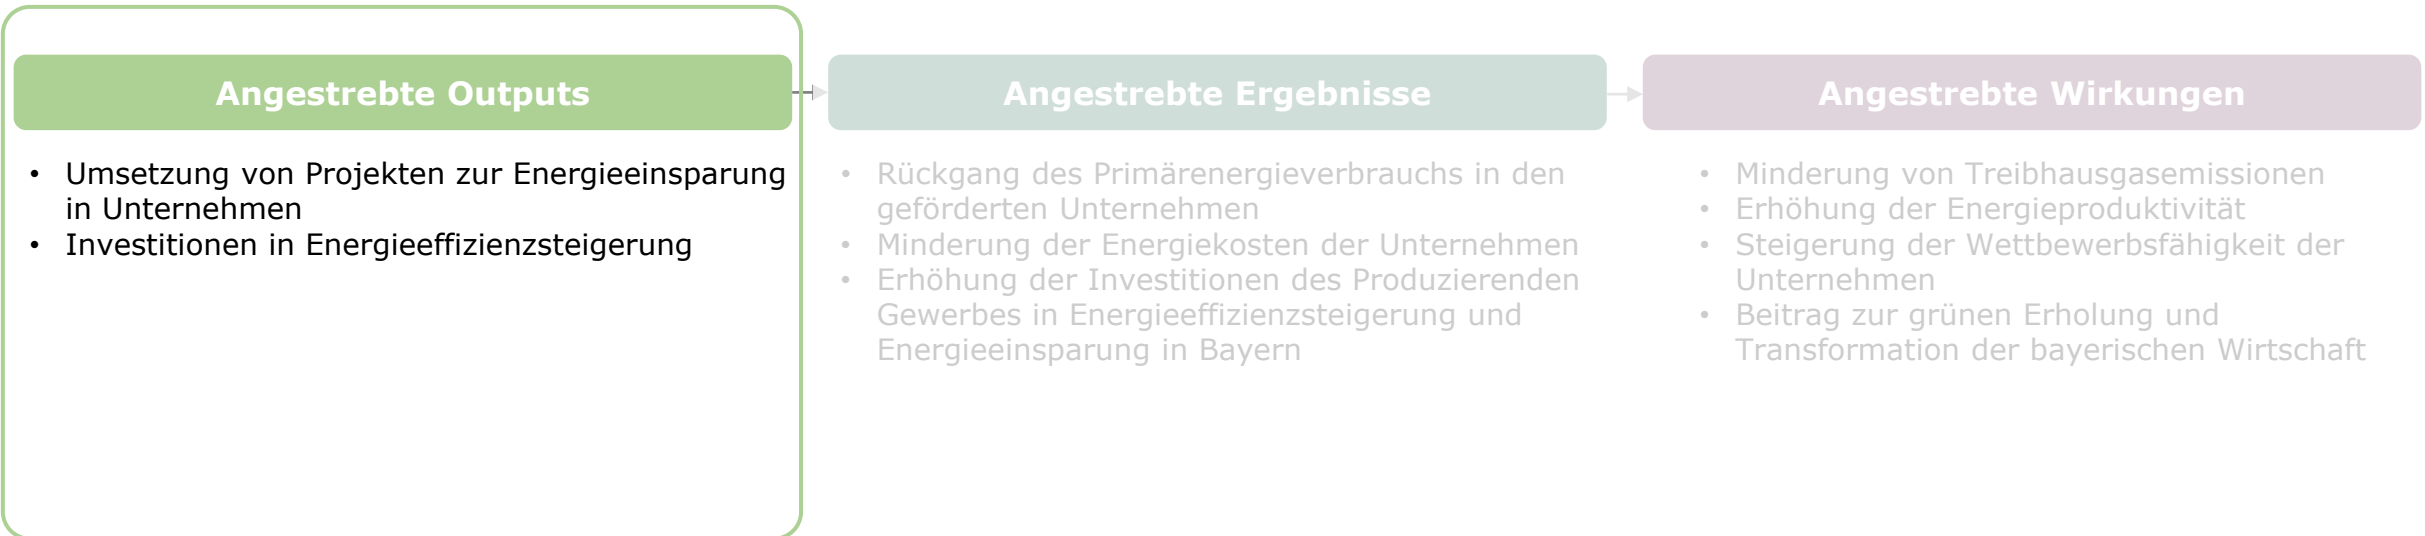 Angestrebte Outputs
• Umsetzung von Projekten zur Energieeinsparung
in Unternehmen
• Investitionen in Energieeffizienzsteigerung
Angestrebte Ergebnisse
• Rückgang des Primärenergieverbrauchs in den
geförderten Unternehmen
• Minderung der Energiekosten der Unternehmen
• Erhöhung der Investitionen des Produzierenden
Gewerbes in Energieeffizienzsteigerung und
Energieeinsparung in Bayern
Angestrebte Wirkungen
• Minderung von Treibhausgasemissionen
• Erhöhung der Energieproduktivität
• Steigerung der Wettbewerbsfähigkeit der
Unternehmen
• Beitrag zur grünen Erholung und
Transformation der bayerischen Wirtschaft